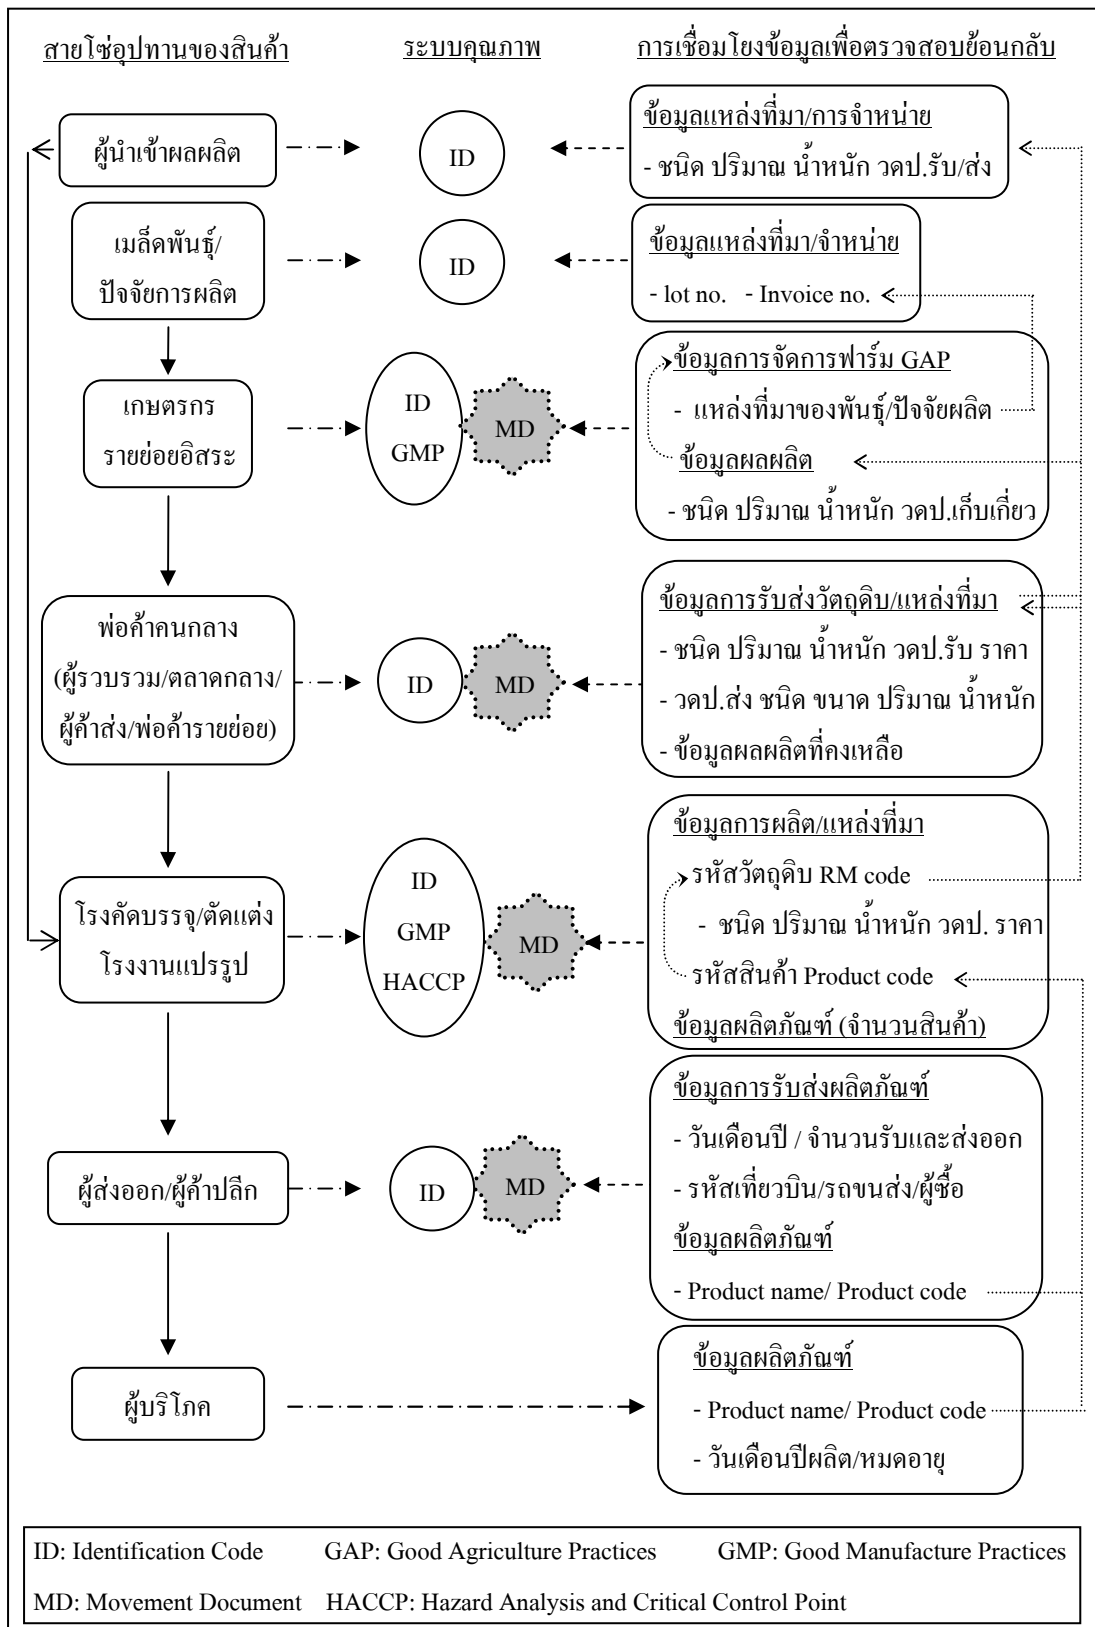 สายโซ่อุปทานของสินค้า
ระบบคุณภาพ
การเชื่อมโยงข้อมูลเพื่อตรวจสอบย้อนกลับ
ผู้นำเข้าผลผลิต
ID
ข้อมูลแหล่งที่มา/การจำหน่าย
- ชนิด ปริมาณ น้ำหนัก วดป.รับ/ส่ง
เมล็ดพันธุ์/
ปัจจัยการผลิต
ID
ข้อมูลแหล่งที่มา/จำหน่าย
- lot no. - Invoice no.
เกษตรกร
รายย่อยอิสระ
ID
GMP
MD
ข้อมูลการจัดการฟาร์ม GAP
- แหล่งที่มาของพันธุ์/ปัจจัยผลิต
ข้อมูลผลผลิต
- ชนิด ปริมาณ น้ำหนัก วดป.เก็บเกี่ยว
พ่อค้าคนกลาง
(ผู้รวบรวม/ตลาดกลาง/
ผู้ค้าส่ง/พ่อค้ารายย่อย)
ID
MD
ข้อมูลการรับส่งวัตถุดิบ/แหล่งที่มา
- ชนิด ปริมาณ น้ำหนัก วดป.รับ ราคา
- วดป.ส่ง ชนิด ขนาด ปริมาณ น้ำหนัก
- ข้อมูลผลผลิตที่คงเหลือ
โรงคัดบรรจุ/ตัดแต่ง
โรงงานแปรรูป
ID
GMP
HACCP
MD
ข้อมูลการผลิต/แหล่งที่มา
รหัสวัตถุดิบ RM code
- ชนิด ปริมาณ น้ำหนัก วดป. ราคา
รหัสสินค้า Product code
ข้อมูลผลิตภัณฑ์ (จำนวนสินค้า)
ผู้ส่งออก/ผู้ค้าปลีก
ID
MD
ข้อมูลการรับส่งผลิตภัณฑ์
- วันเดือนปี / จำนวนรับและส่งออก
- รหัสเที่ยวบิน/รถขนส่ง/ผู้ซื้อ
ข้อมูลผลิตภัณฑ์
- Product name/ Product code
ผู้บริโภค
ข้อมูลผลิตภัณฑ์
- Product name/ Product code
- วันเดือนปีผลิต/หมดอายุ
ID: Identification Code GAP: Good Agriculture Practices GMP: Good Manufacture Practices
MD: Movement Document HACCP: Hazard Analysis and Critical Control Point